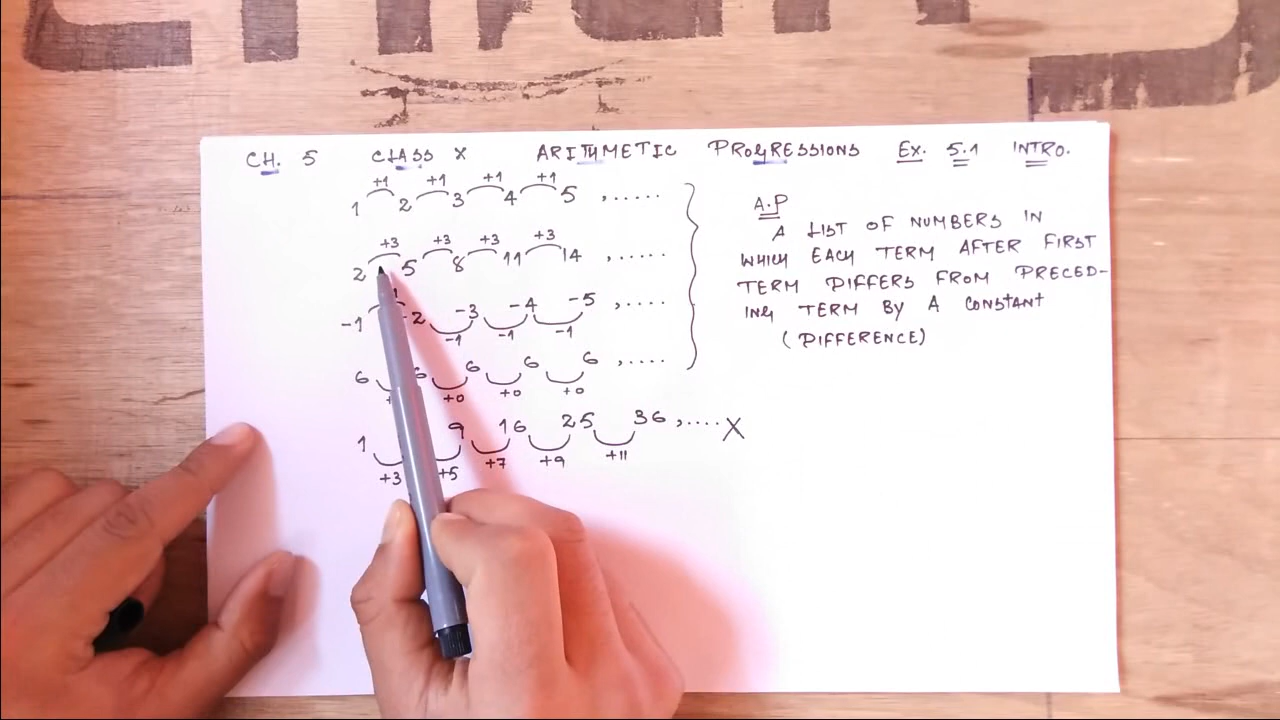 CH. 5 CLASS X ARITHMETIC PROGRESSIONS Ex. 5.1 INTRO.
+1 +1 +1 +1
1 2 3 4 5 , .....
+3 +3 +3 +3
2 5 8 11 14 , .....
-1 -2 -3 -4 -5 , .....
-1 -1 -1
6 6 6 6 6 , .....
+0 +0 +0
1 9 16 25 36 , .... X
+3 +5 +7 +9 +11
A.P
A LIST OF NUMBERS IN
WHICH EACH TERM AFTER FIRST
TERM DIFFERS FROM PRECED-
ING TERM BY A CONSTANT
(DIFFERENCE)